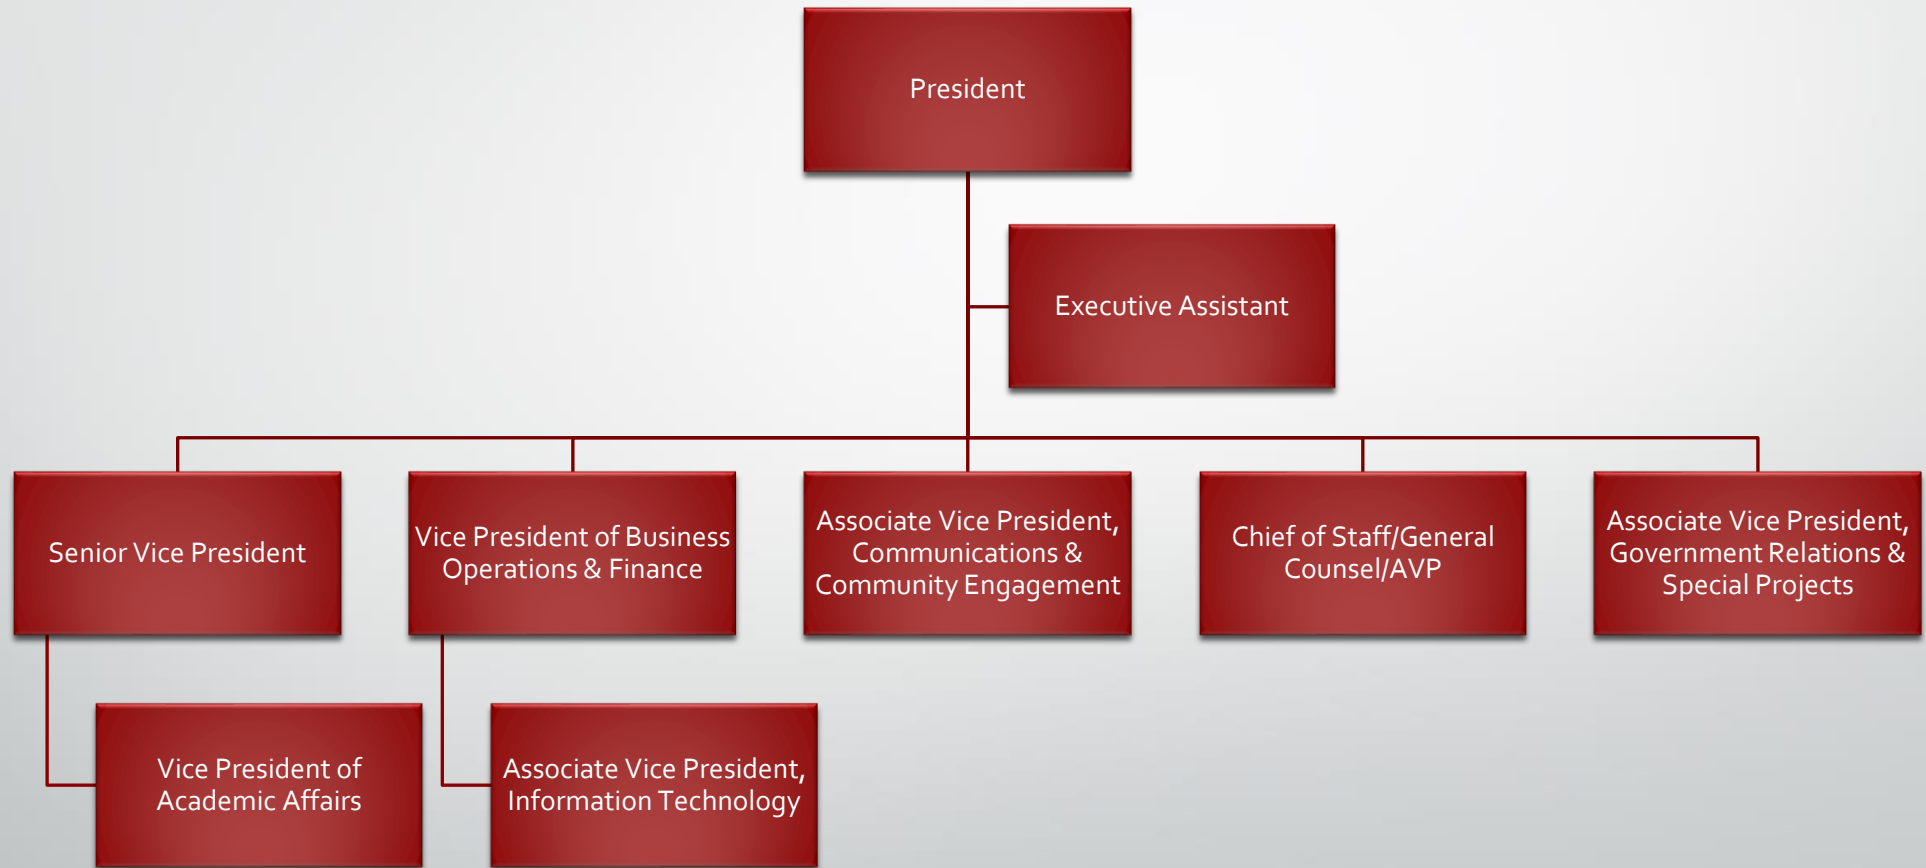 President
Executive Assistant
Senior Vice President
Vice President of Business
Operations & Finance
Associate Vice President,
Communications &
Community Engagement
Chief of Staff/General
Counsel/AVP
Associate Vice President,
Government Relations &
Special Projects
Vice President of
Academic Affairs
Associate Vice President,
Information Technology